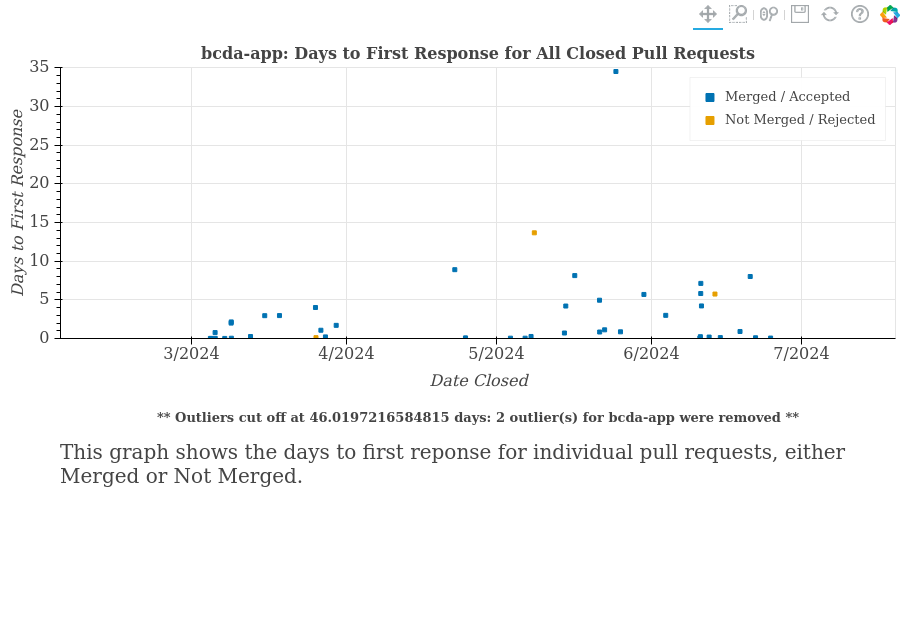 bcda-app: Days to First Response for All Closed Pull Requests
Merged / Accepted
Not Merged / Rejected
Days to First Response
35
30
25
20
15
10
5
0
3/2024 4/2024 5/2024 6/2024 7/2024
Date Closed
** Outliers cut off at 46.0197216584815 days: 2 outlier(s) for bcda-app were removed **
This graph shows the days to first reponse for individual pull requests, either
Merged or Not Merged.